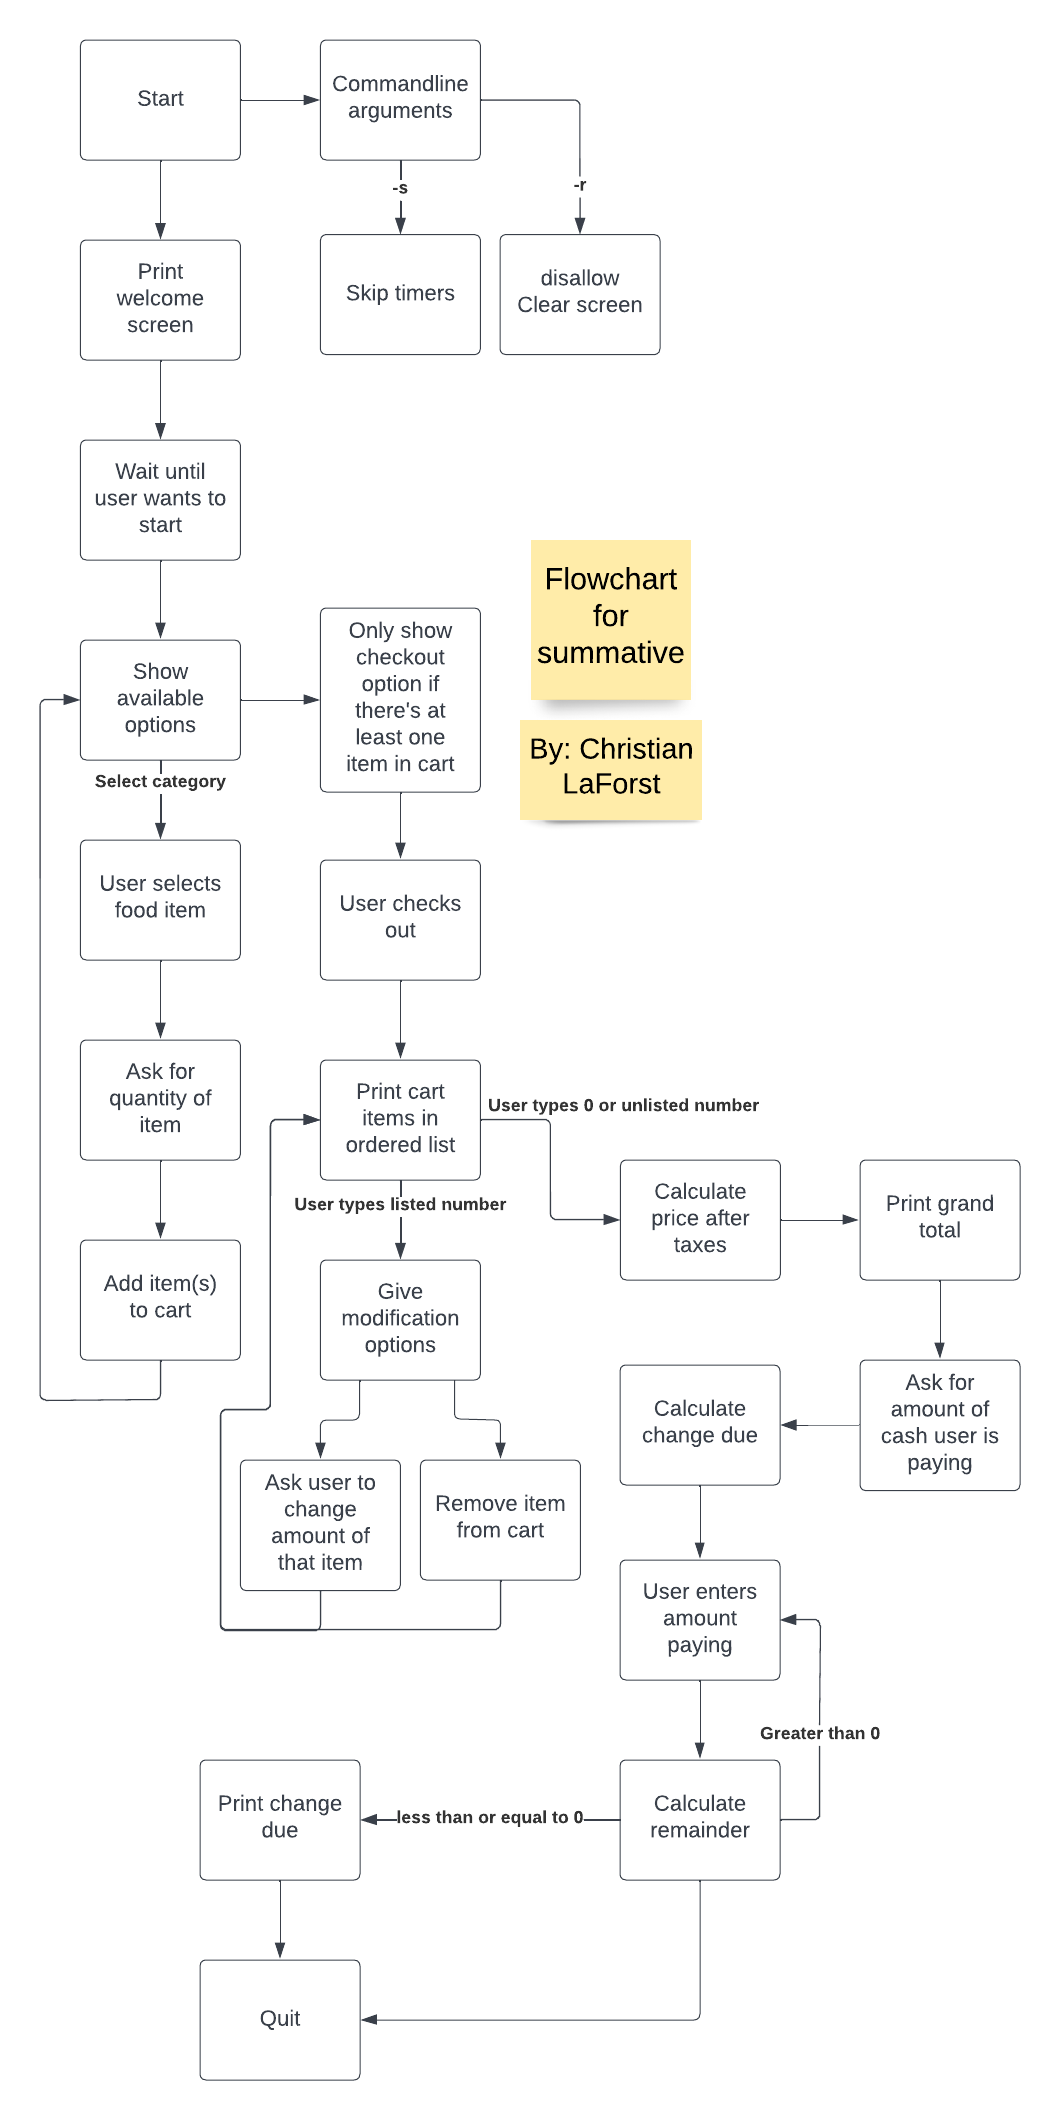 Start
Commandline
arguments
-s
-r
Print
welcome
screen
Skip timers
disallow
Clear screen
Wait until
user wants to
start
Flowchart
for
summative
By: Christian
LaForst
Show
available
options
Only show
checkout
option if
there's at
least one
item in cart
Select category
User selects
food item
User checks
out
Ask for
quantity of
item
Print cart
items in
ordered list
User types 0 or unlisted number
User types listed number
Calculate
price after
taxes
Print grand
total
Add item(s)
to cart
Give
modification
options
Calculate
change due
Ask for
amount of
cash user is
paying
Ask user to
change
amount of
that item
Remove item
from cart
User enters
amount
paying
Greater than 0
Print change
due
less than or equal to 0
Calculate
remainder
Quit